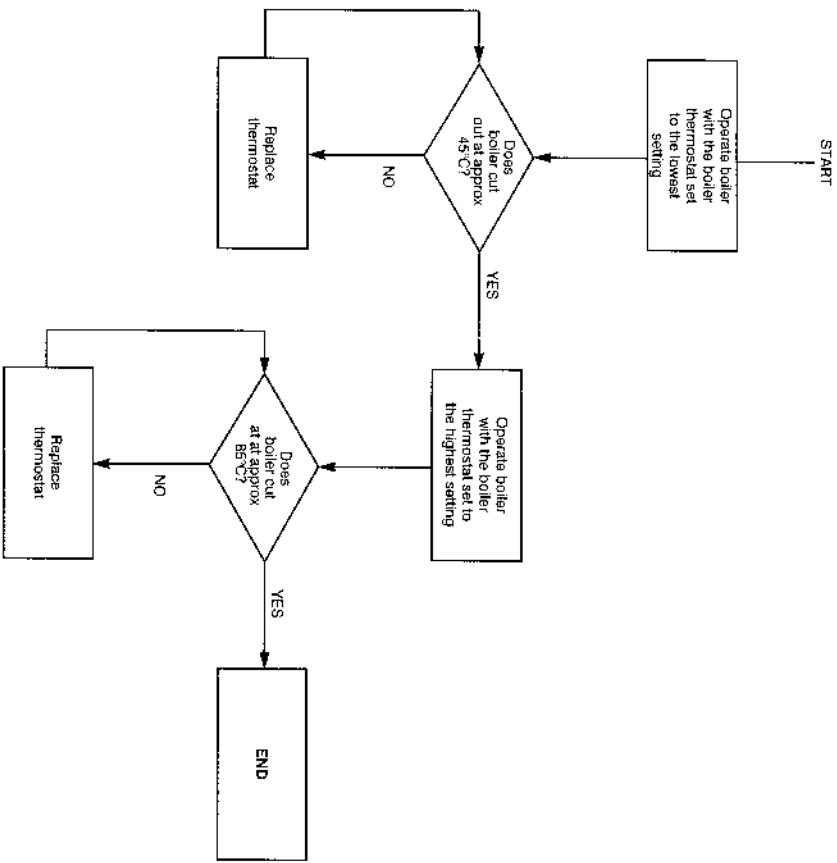 START
Operate boiler
with the boiler
thermostat set
to the lowest
setting
Does
boiler cut
out at approx
45°C?
NO
Replace
thermostat
YES
Operate boiler
with the boiler
thermostat set to
the highest setting
Does
boiler cut
at at approx
85°C?
NO
Replace
thermostat
YES
END